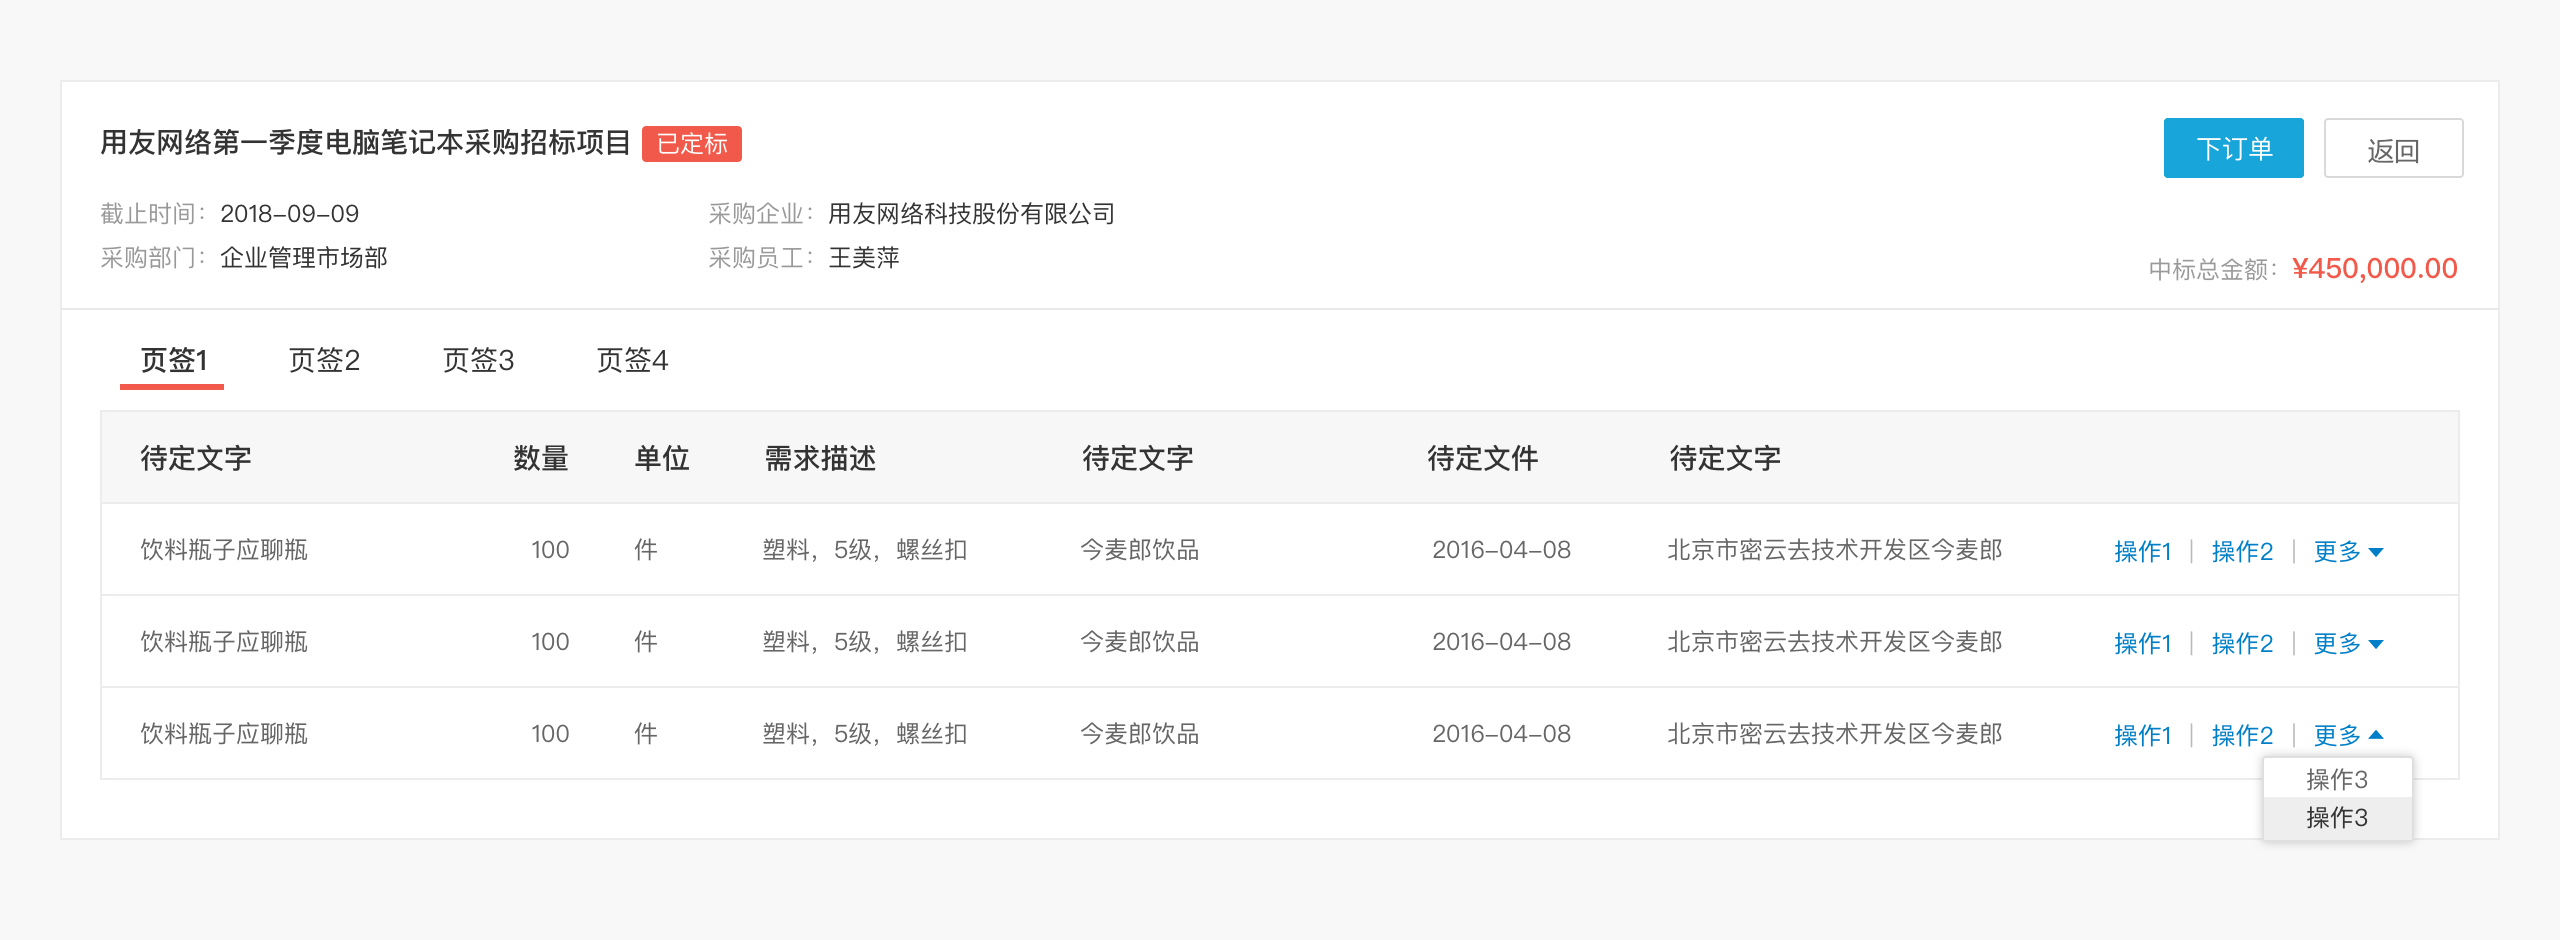 用友网络第一季度电脑笔记本采购招标项目 已定标 下订单 返回
截止时间：2018-09-09 采购企业：用友网络科技股份有限公司
采购部门：企业管理市场部 采购员工：王美萍
中标总金额：¥450,000.00
页签1 页签2 页签3 页签4
待定文字 数量 单位 需求描述 待定文字 待定文件 待定文字
饮料瓶子应聊瓶 100 件 塑料，5级，螺丝扣 今麦郎饮品 2016-04-08 北京市密云去技术开发区今麦郎 操作1 | 操作2 | 更多
饮料瓶子应聊瓶 100 件 塑料，5级，螺丝扣 今麦郎饮品 2016-04-08 北京市密云去技术开发区今麦郎 操作1 | 操作2 | 更多
饮料瓶子应聊瓶 100 件 塑料，5级，螺丝扣 今麦郎饮品 2016-04-08 北京市密云去技术开发区今麦郎 操作1 | 操作2 | 更多
操作3
操作3